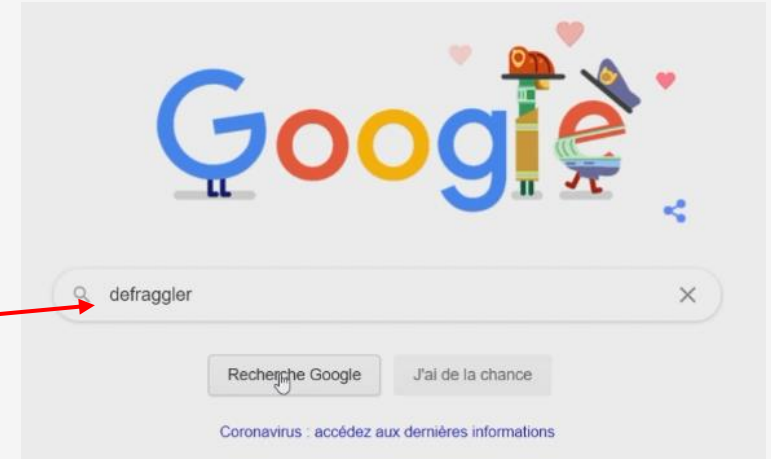 Google
defraggler
Recherche Google J'ai de la chance
Coronavirus : accédez aux dernières informations